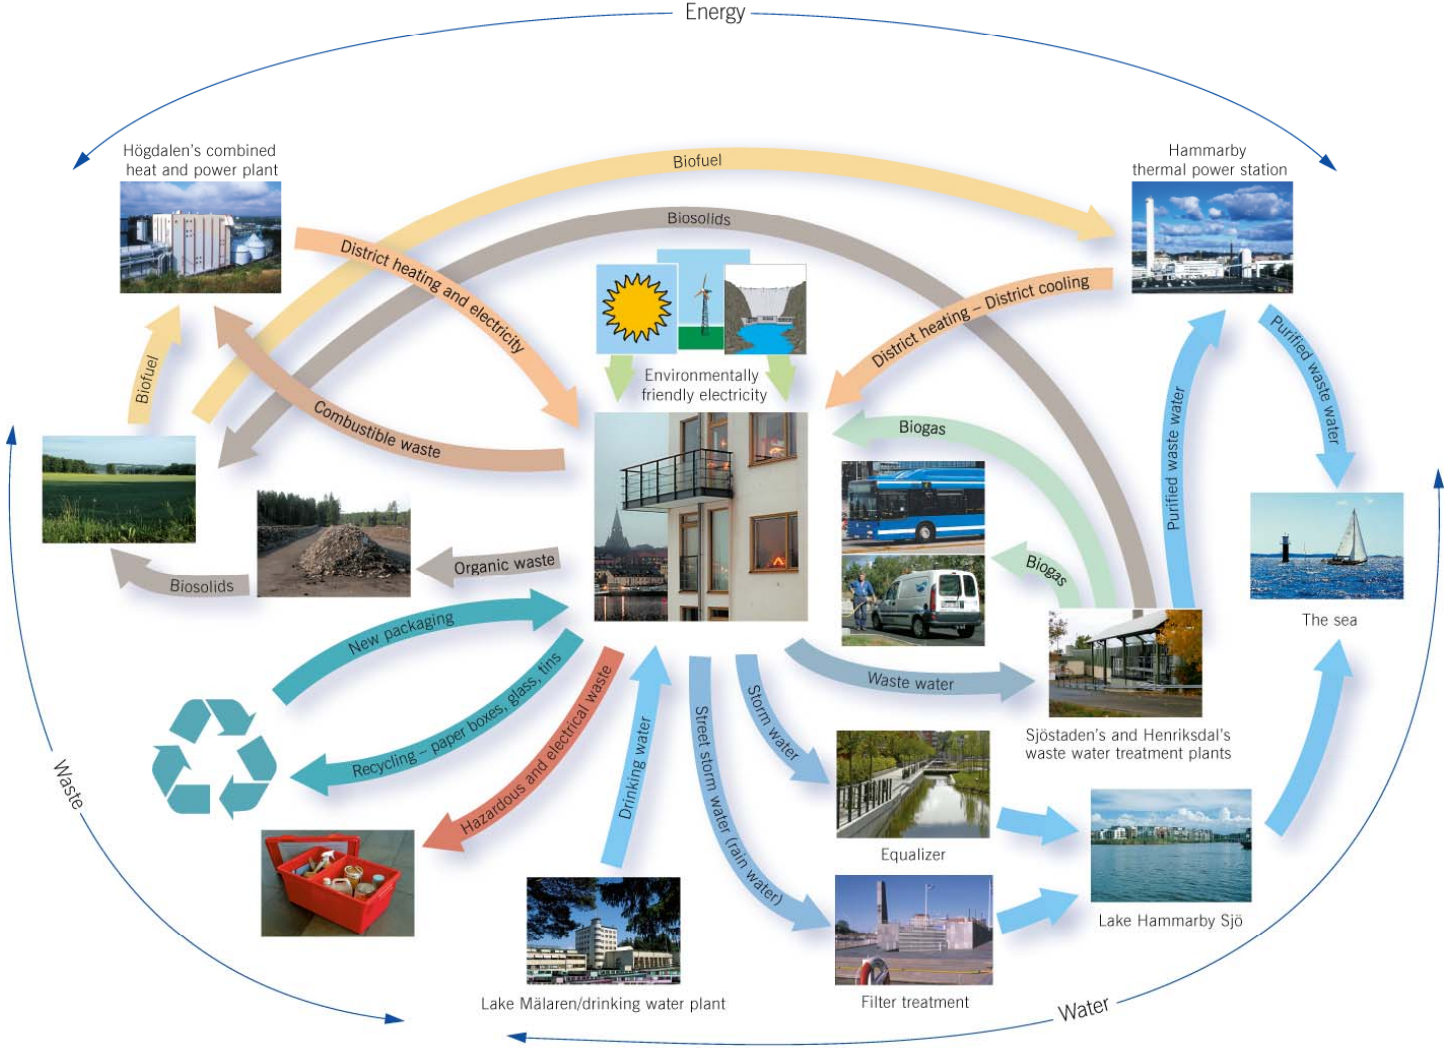 Energy
Högdalen's combined
heat and power plant
Hammarby
thermal power station
Biofuel
Biosolids
District heating and electricity
District heating – District cooling
Environmentally
friendly electricity
Biofuel
Combustible waste
Purified waste water
Purified waste water
Biogas
Biogas
Organic waste
Biosolids
The sea
New packaging
Recycling – paper boxes, glass, tins
Hazardous and electrical waste
Drinking water
Street storm water (rain water)
Storm water
Waste water
Sjöstaden's and Henriksdal's
waste water treatment plants
Waste
Equalizer
Lake Hammarby Sjö
Lake Mälaren/drinking water plant
Filter treatment
Water